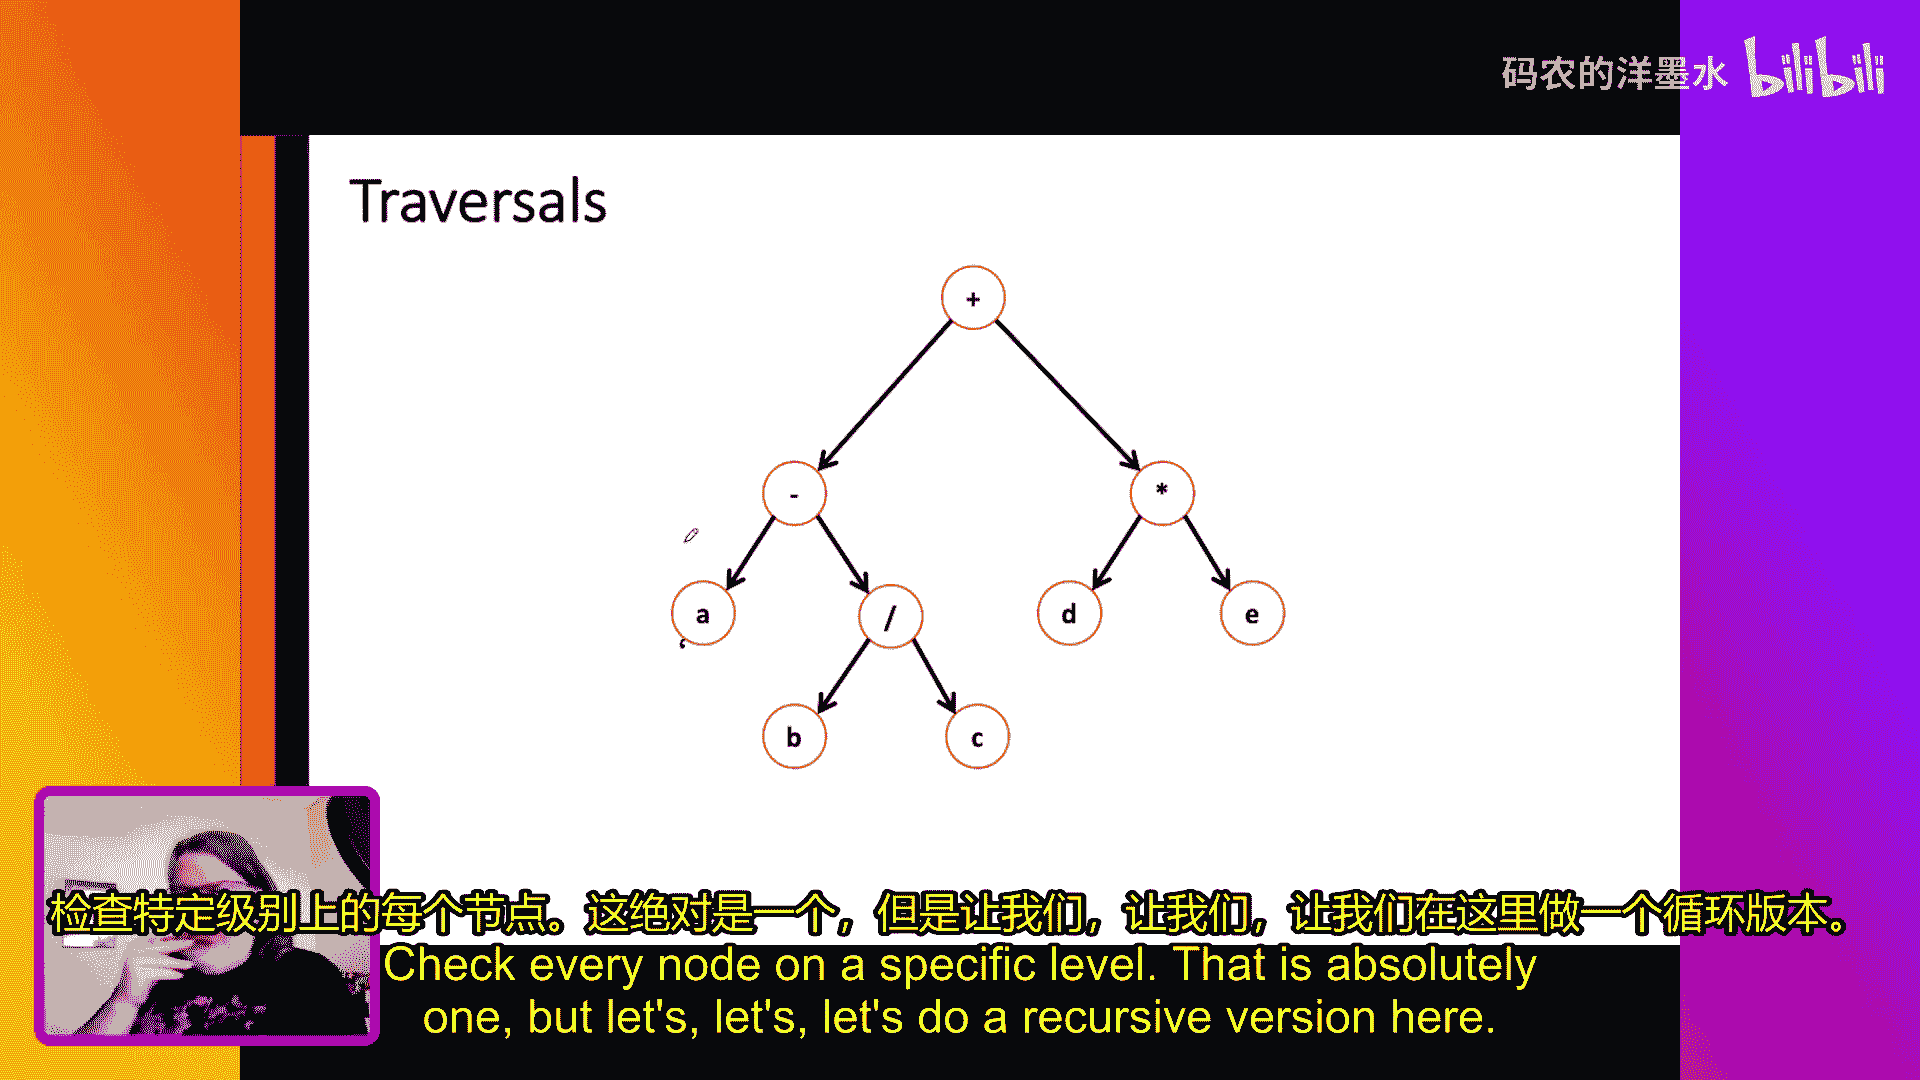 码农的洋墨水 bilibili
Traversals
+
-
*
a
/
d
e
b
c
检查特定级别上的每个节点。这绝对是一个，但是让我们，让我们，让我们在这里做一个循环版本。
Check every node on a specific level. That is absolutely
one, but let's, let's, let's do a recursive version here.